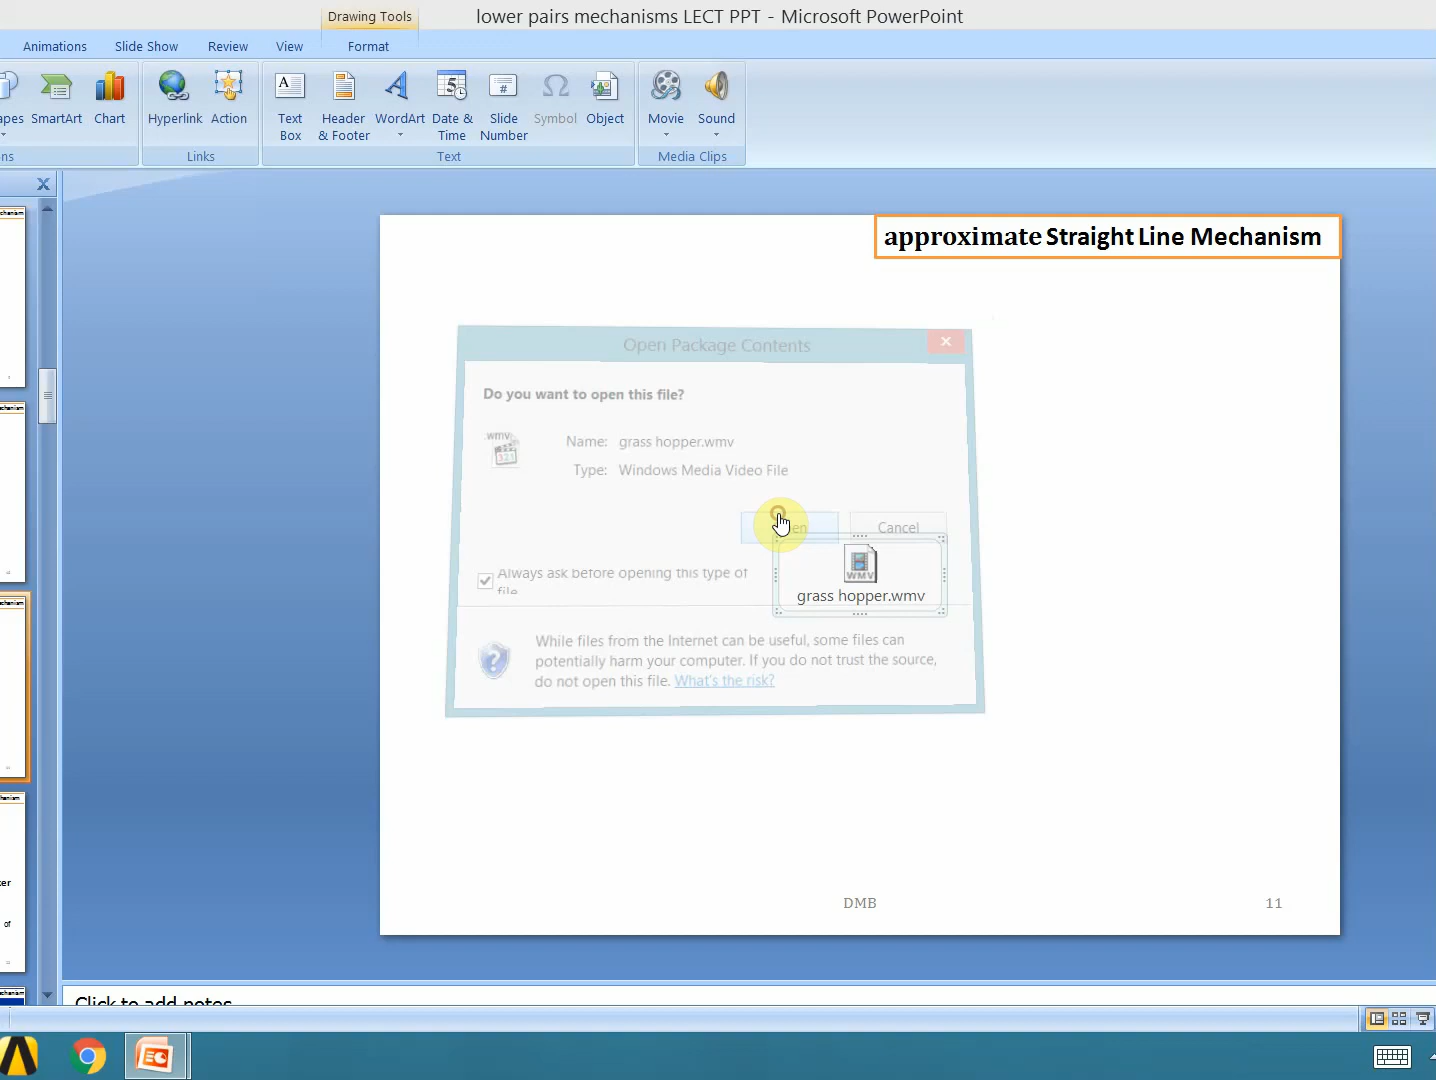 Drawing Tools
lower pairs mechanisms LECT PPT - Microsoft PowerPoint
Animations Slide Show Review View Format
SmartArt Chart Hyperlink Action Text Box Header & Footer WordArt Date & Time Slide Number Symbol Object Movie Sound
Links Text Media Clips
approximate Straight Line Mechanism
Open Package Contents
Do you want to open this file?
.wmv
321
Name: grass hopper.wmv
Type: Windows Media Video File
Cancel
Always ask before opening this type of
file
WMV
grass hopper.wmv
While files from the Internet can be useful, some files can
potentially harm your computer. If you do not trust the source,
do not open this file. What's the risk?
of
DMB 11
Click to add notes